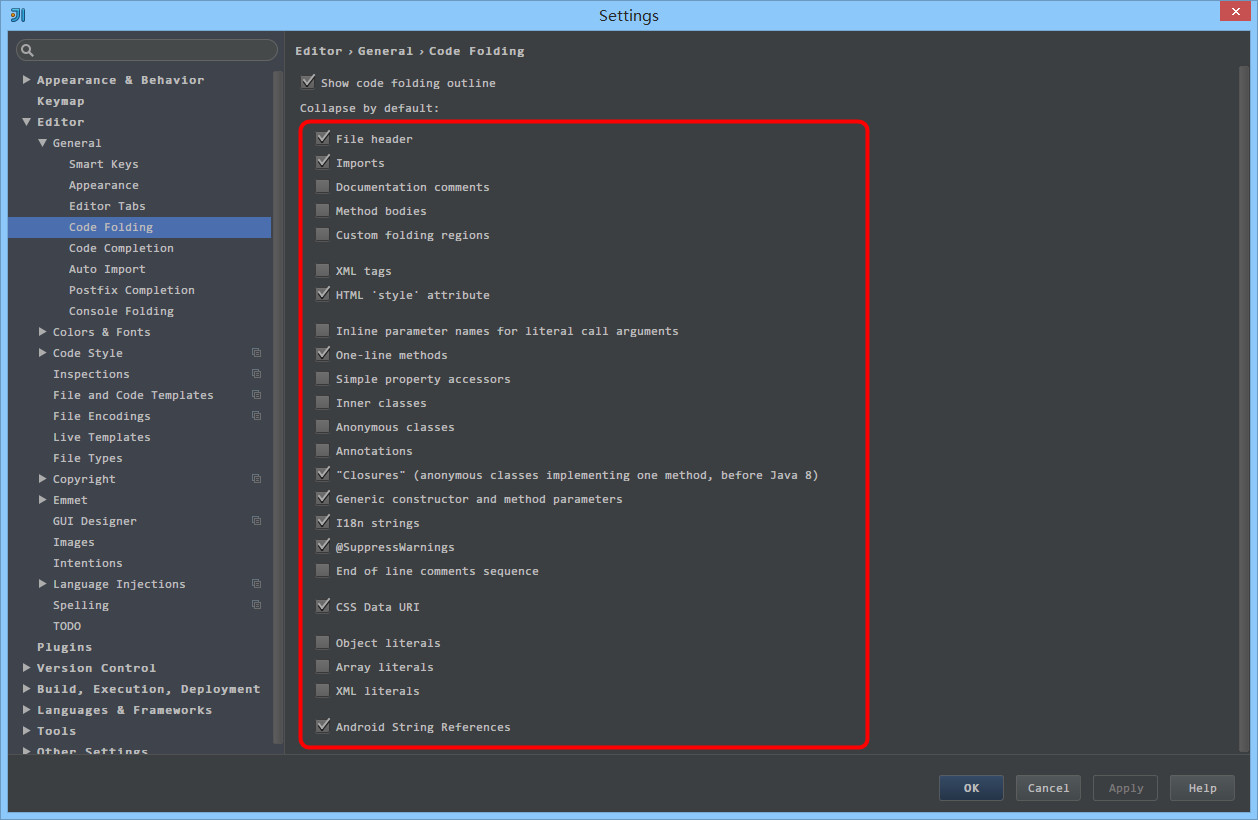 Settings
Appearance & Behavior
Keymap
Editor
General
Smart Keys
Appearance
Editor Tabs
Code Folding
Code Completion
Auto Import
Postfix Completion
Console Folding
Colors & Fonts
Code Style
Inspections
File and Code Templates
File Encodings
Live Templates
File Types
Copyright
Emmet
GUI Designer
Images
Intentions
Language Injections
Spelling
TODO
Plugins
Version Control
Build, Execution, Deployment
Languages & Frameworks
Tools
Other Settings
Editor › General › Code Folding
Show code folding outline
Collapse by default:
File header
Imports
Documentation comments
Method bodies
Custom folding regions
XML tags
HTML 'style' attribute
Inline parameter names for literal call arguments
One-line methods
Simple property accessors
Inner classes
Anonymous classes
Annotations
"Closures" (anonymous classes implementing one method, before Java 8)
Generic constructor and method parameters
I18n strings
@SuppressWarnings
End of line comments sequence
CSS Data URI
Object literals
Array literals
XML literals
Android String References
OK
Cancel
Apply
Help